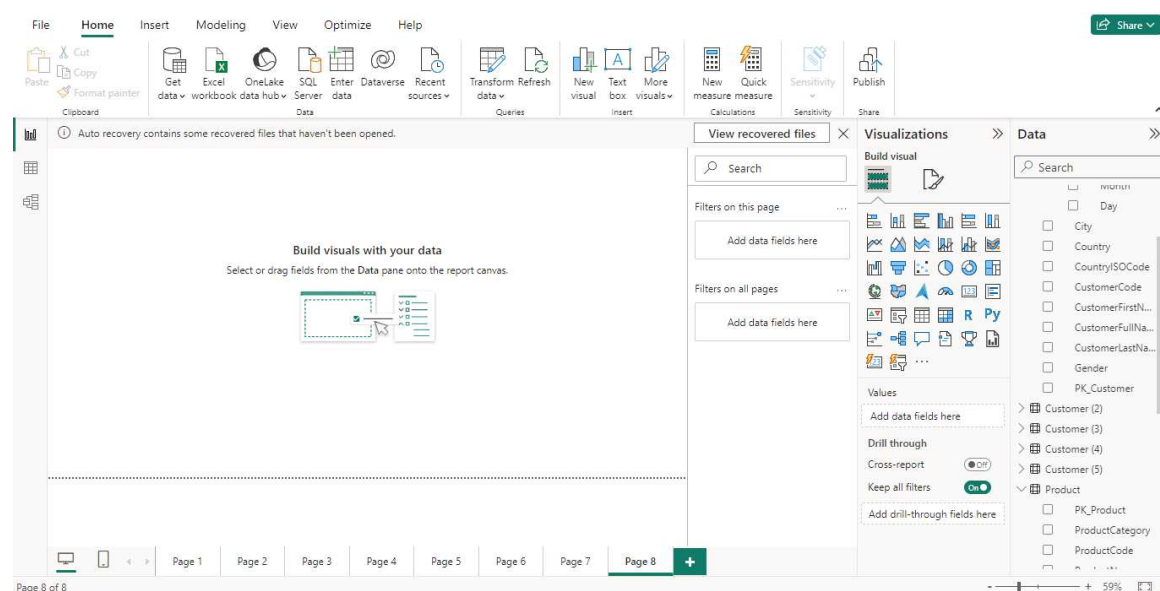 File Home Insert Modeling View Optimize Help Share
Paste
Cut
Copy
Format painter
Get data
Excel workbook
OneLake data hub
SQL Server
Enter data
Dataverse
Recent sources
Transform data
Refresh
New visual
Text box
More visuals
New measure
Quick measure
Sensitivity
Publish
Clipboard Data Queries Insert Calculations Sensitivity Share
Auto recovery contains some recovered files that haven't been opened.
View recovered files
Build visuals with your data
Select or drag fields from the Data pane onto the report canvas.
Search
Filters on this page ...
Add data fields here
Filters on all pages ...
Add data fields here
Visualizations
Build visual
123
R Py
...
Values
Add data fields here
Drill through
Cross-report Off
Keep all filters On
Add drill-through fields here
Data
Search
Month
Day
City
Country
CountryISOCode
CustomerCode
CustomerFirstN...
CustomerFullNa...
CustomerLastNa...
Gender
PK_Customer
Customer (2)
Customer (3)
Customer (4)
Customer (5)
Product
PK_Product
ProductCategory
ProductCode
Page 1 Page 2 Page 3 Page 4 Page 5 Page 6 Page 7 Page 8 +
Page 8 of 8
- + 59%